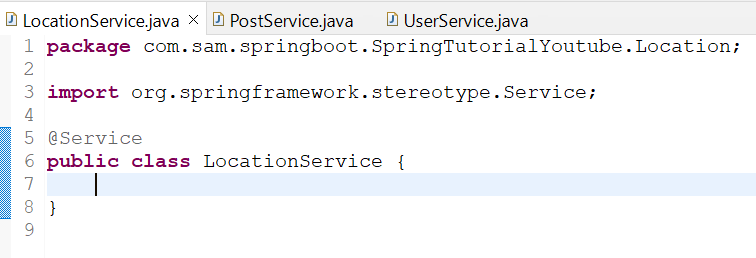 LocationService.java PostService.java UserService.java
1 package com.sam.springboot.SpringTutorialYoutube.Location;
2
3 import org.springframework.stereotype.Service;
4
5 @Service
6 public class LocationService {
7
8 }
9